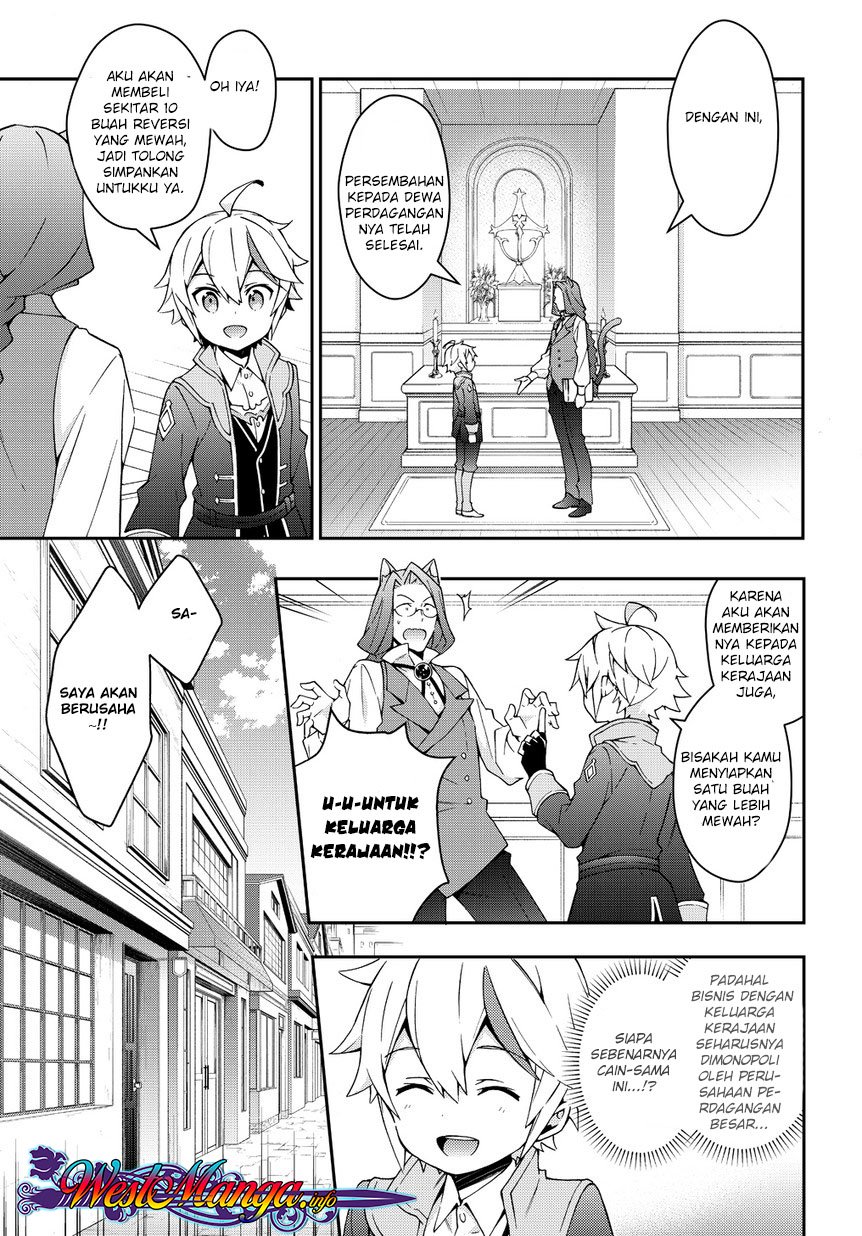 DENGAN INI,
PERSEMBAHAN
KEPADA DEWA
PERDAGANGAN
NYA TELAH
SELESAI.
OH IYA!
AKU AKAN
MEMBELI
SEKITAR 10
BUAH REVERSI
YANG MEWAH,
JADI TOLONG
SIMPANKAN
UNTUKKU YA.
KARENA
AKU AKAN
MEMBERIKAN
NYA KEPADA
KELUARGA
KERAJAAN
JUGA,
BISAKAH KAMU
MENYIAPKAN
SATU BUAH
YANG LEBIH
MEWAH?
U-U-UNTUK
KELUARGA
KERAJAAN!!?
SA-
SAYA AKAN
BERUSAHA
~!!
PADAHAL
BISNIS DENGAN
KELUARGA
KERAJAAN
SEHARUSNYA
DIMONOPOLI
OLEH PERU-
SAHAAN PE-
RDAGANGAN
BESAR...
SIAPA
SEBENARNYA
CAIN-SAMA
INI...!?
WestManga.info